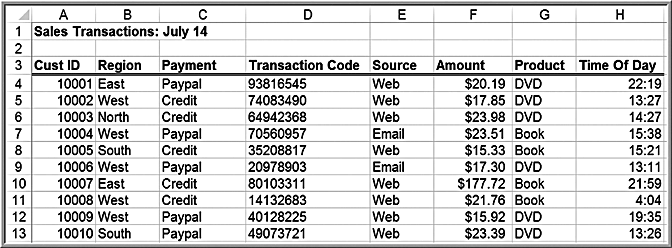 A B C D E F G H
1 Sales Transactions: July 14
2
3 Cust ID Region Payment Transaction Code Source Amount Product Time Of Day
4 10001 East Paypal 93816545 Web $20.19 DVD 22:19
5 10002 West Credit 74083490 Web $17.85 DVD 13:27
6 10003 North Credit 64942368 Web $23.98 DVD 14:27
7 10004 West Paypal 70560957 Email $23.51 Book 15:38
8 10005 South Credit 35208817 Web $15.33 Book 15:21
9 10006 West Paypal 20978903 Email $17.30 DVD 13:11
10 10007 East Credit 80103311 Web $177.72 Book 21:59
11 10008 West Credit 14132683 Web $21.76 Book 4:04
12 10009 West Paypal 40128225 Web $15.92 DVD 19:35
13 10010 South Paypal 49073721 Web $23.39 DVD 13:26